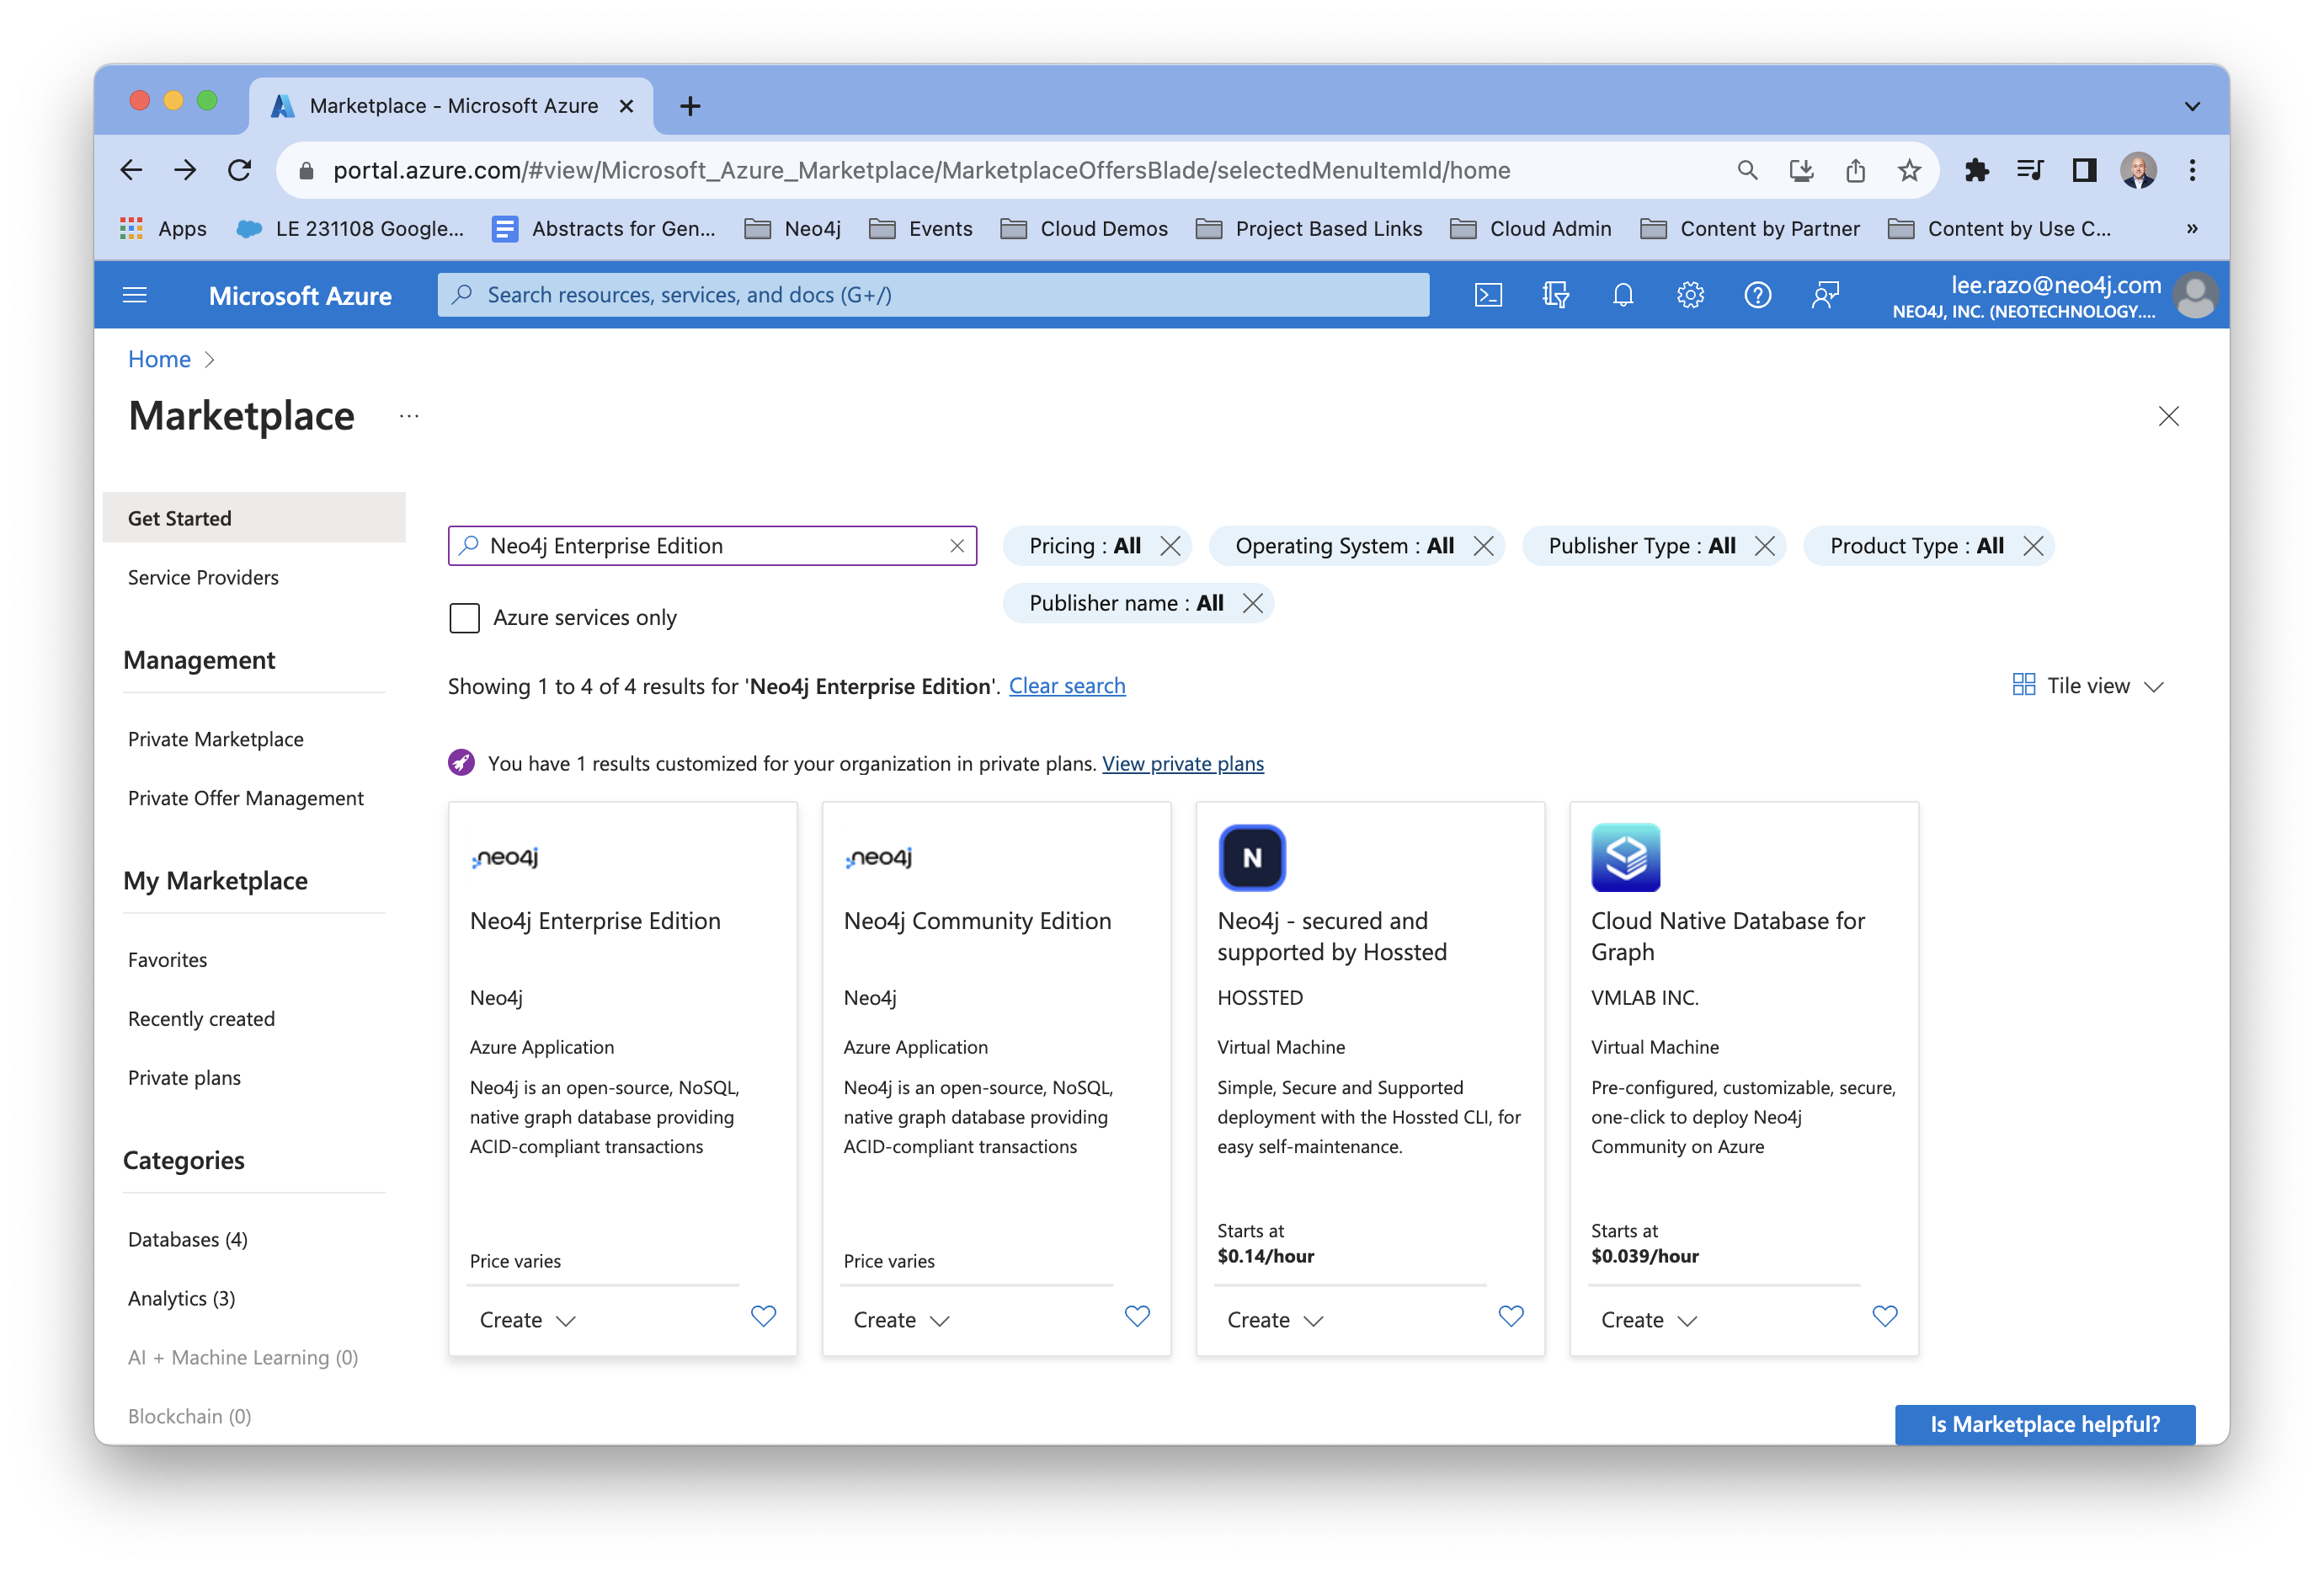 Marketplace - Microsoft Azure
portal.azure.com/#view/Microsoft_Azure_Marketplace/MarketplaceOffersBlade/selectedMenuItemId/home
Apps
LE 231108 Google...
Abstracts for Gen...
Neo4j
Events
Cloud Demos
Project Based Links
Cloud Admin
Content by Partner
Content by Use C...
»
Microsoft Azure
Search resources, services, and docs (G+/)
lee.razo@neo4j.com
NEO4J, INC. (NEOTECHNOLOGY....
Home
Marketplace
...
Get Started
Service Providers
Management
Private Marketplace
Private Offer Management
My Marketplace
Favorites
Recently created
Private plans
Categories
Databases (4)
Analytics (3)
AI + Machine Learning (0)
Blockchain (0)
Neo4j Enterprise Edition
Pricing : All
Operating System : All
Publisher Type : All
Product Type : All
Publisher name : All
Azure services only
Showing 1 to 4 of 4 results for 'Neo4j Enterprise Edition'. Clear search
Tile view
You have 1 results customized for your organization in private plans. View private plans
neo4j
Neo4j Enterprise Edition
Neo4j
Azure Application
Neo4j is an open-source, NoSQL,
native graph database providing
ACID-compliant transactions
Price varies
Create
neo4j
Neo4j Community Edition
Neo4j
Azure Application
Neo4j is an open-source, NoSQL,
native graph database providing
ACID-compliant transactions
Price varies
Create
N
Neo4j - secured and
supported by Hossted
HOSSTED
Virtual Machine
Simple, Secure and Supported
deployment with the Hossted CLI, for
easy self-maintenance.
Starts at
$0.14/hour
Create
Cloud Native Database for
Graph
VMLAB INC.
Virtual Machine
Pre-configured, customizable, secure,
one-click to deploy Neo4j
Community on Azure
Starts at
$0.039/hour
Create
Is Marketplace helpful?